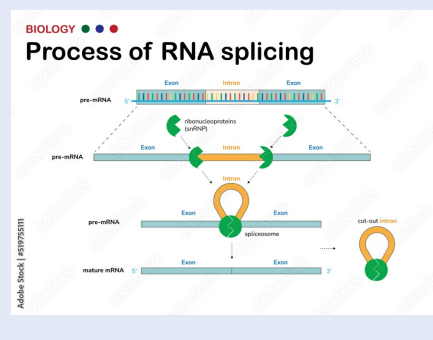 BIOLOGY
Process of RNA splicing
Exon Intron Exon
pre-mRNA 5' 3'
ribonucleoproteins
(snRNP)
pre-mRNA Exon Intron Exon
Intron
pre-mRNA Exon Exon
spliceosome
cut-out intron
mature mRNA 5' Exon Exon 3'
Adobe Stock | #519755111